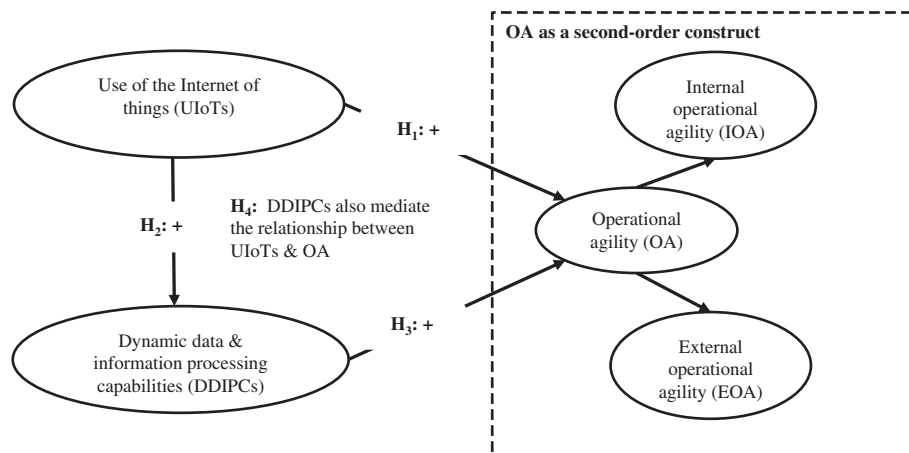 OA as a second-order construct
Use of the Internet of
things (UIoTs)
Internal
operational
agility (IOA)
H₁: +
H₂: +
H₄: DDIPCs also mediate
the relationship between
UIoTs & OA
Operational
agility (OA)
H₃: +
Dynamic data &
information processing
capabilities (DDIPCs)
External
operational
agility (EOA)